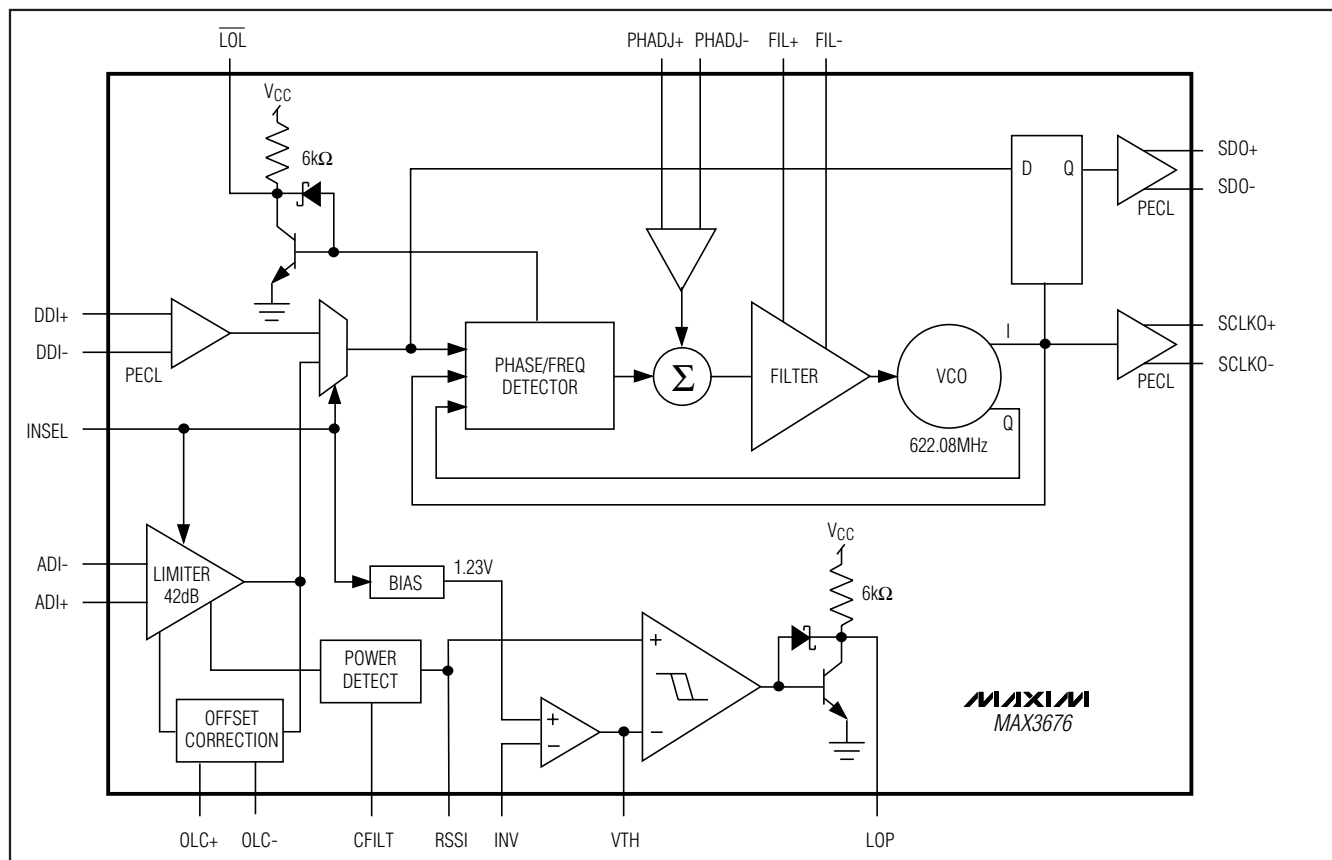 LOL
PHADJ+ PHADJ- FIL+ FIL-
VCC
6kΩ
D Q
SDO+
SDO-
PECL
DDI+
DDI-
PECL
PHASE/FREQ
DETECTOR
Σ
FILTER
VCO
I
Q
622.08MHz
SCLKO+
SCLKO-
PECL
INSEL
ADI-
ADI+
LIMITER
42dB
BIAS
1.23V
VCC
6kΩ
POWER
DETECT
OFFSET
CORRECTION
+
-
+
-
MAXIM
MAX3676
OLC+ OLC- CFILT RSSI INV VTH LOP